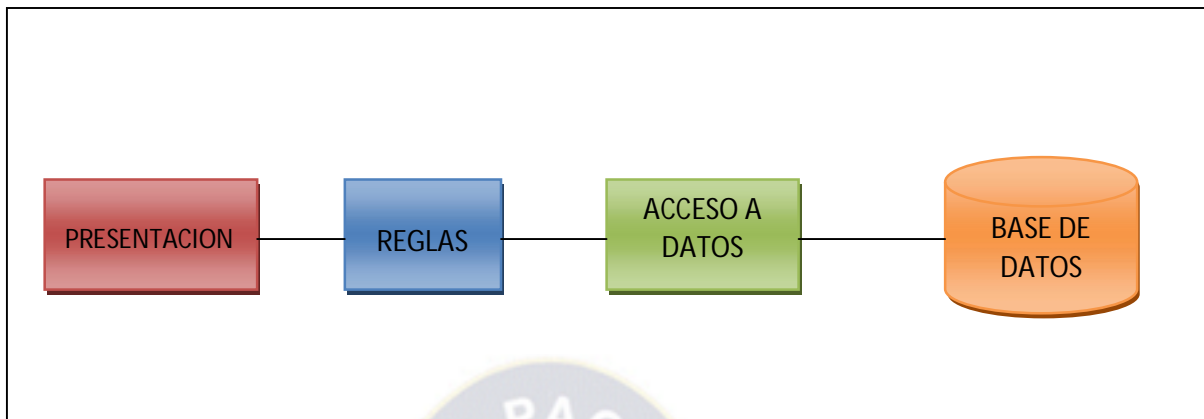 PRESENTACION
REGLAS
ACCESO A
DATOS
BASE DE
DATOS